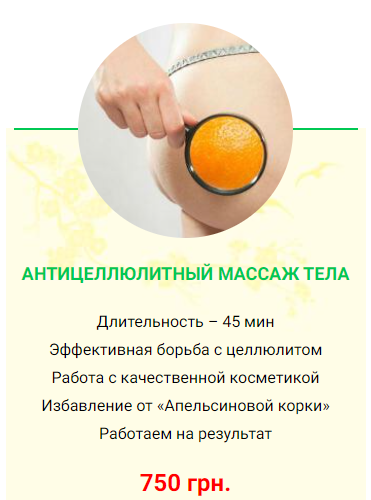 АНТИЦЕЛЛЮЛИТНЫЙ МАССАЖ ТЕЛА
Длительность – 45 мин
Эффективная борьба с целлюлитом
Работа с качественной косметикой
Избавление от «Апельсиновой корки»
Работаем на результат
750 грн.